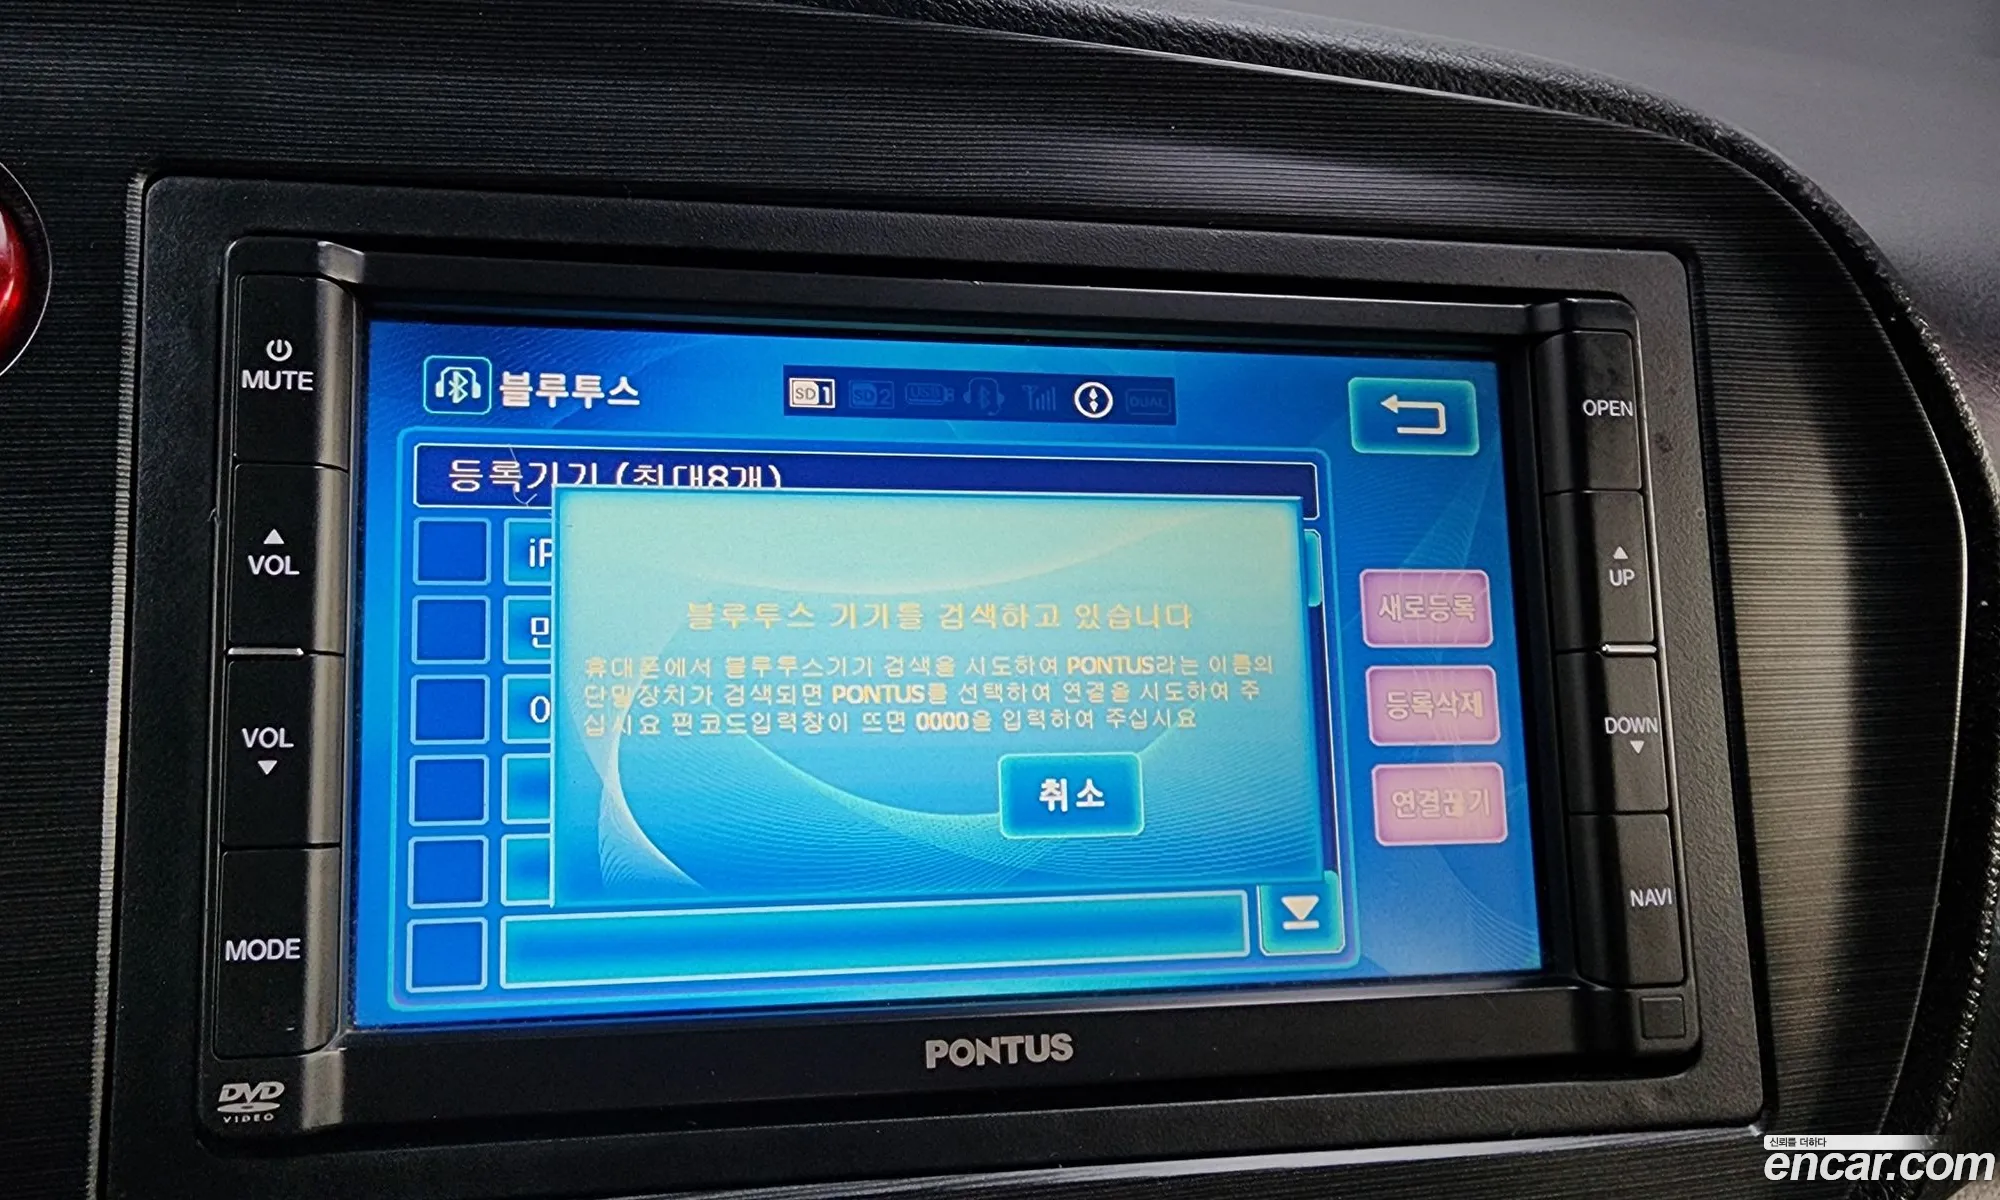 MUTE
VOL
VOL
MODE
DVD
VIDEO
블루투스
SD1
SD2
USB
DUAL
등록기기 (최대8개)
iP
블루투스 기기를 검색하고 있습니다
휴대폰에서 블루투스기기 검색을 시도하여 PONTUS라는 이름의
단말장치가 검색되면 PONTUS를 선택하여 연결을 시도하여 주
십시요 핀코드입력창이 뜨면 0000을 입력하여 주십시요
취소
새로등록
등록삭제
연결끊기
OPEN
UP
DOWN
NAVI
PONTUS
신뢰를 더하다
encar.com